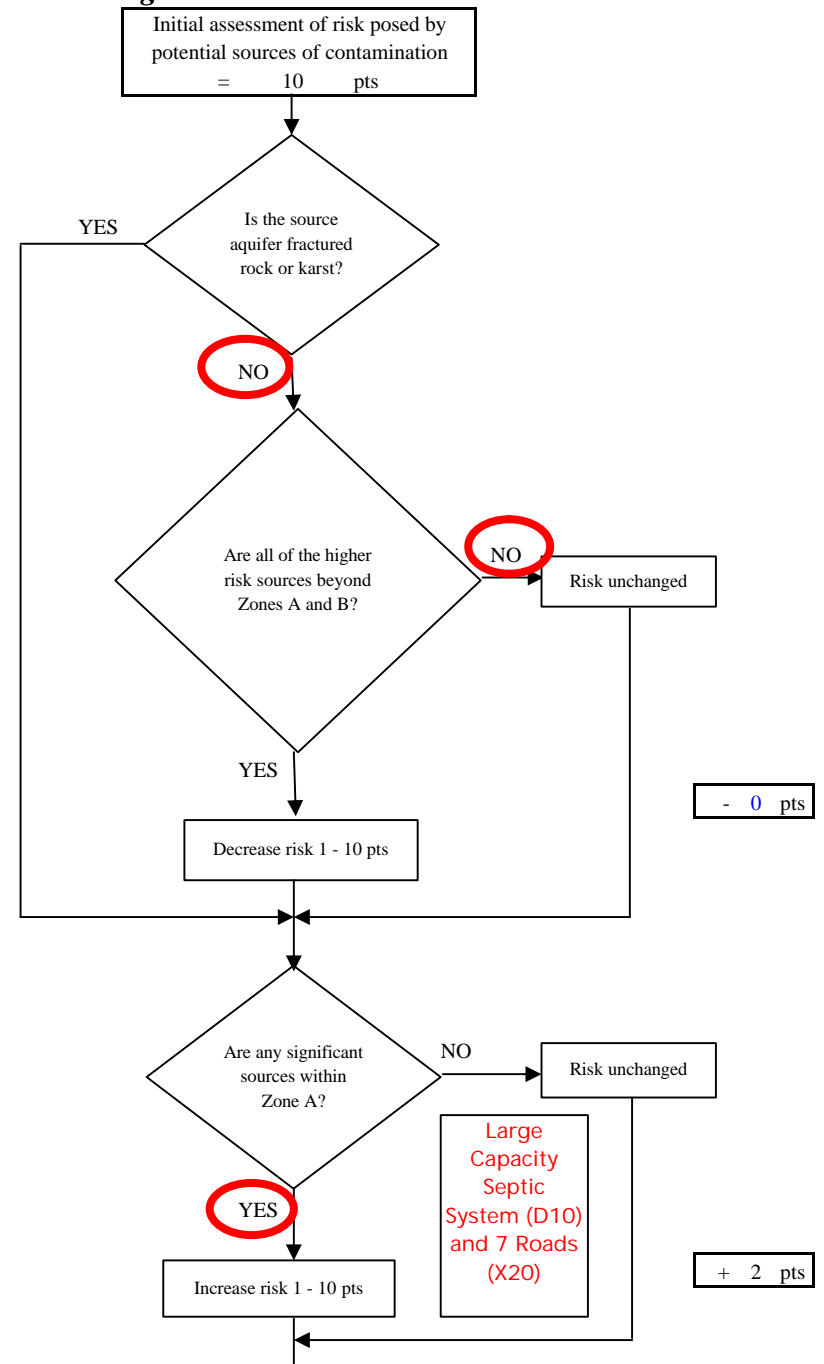 Initial assessment of risk posed by
potential sources of contamination
= 10 pts
YES
Is the source
aquifer fractured
rock or karst?
NO
Are all of the higher
risk sources beyond
Zones A and B?
NO
Risk unchanged
YES
- 0 pts
Decrease risk 1 - 10 pts
Are any significant
sources within
Zone A?
NO
Risk unchanged
Large
Capacity
Septic
System (D10)
and 7 Roads
(X20)
YES
Increase risk 1 - 10 pts
+ 2 pts